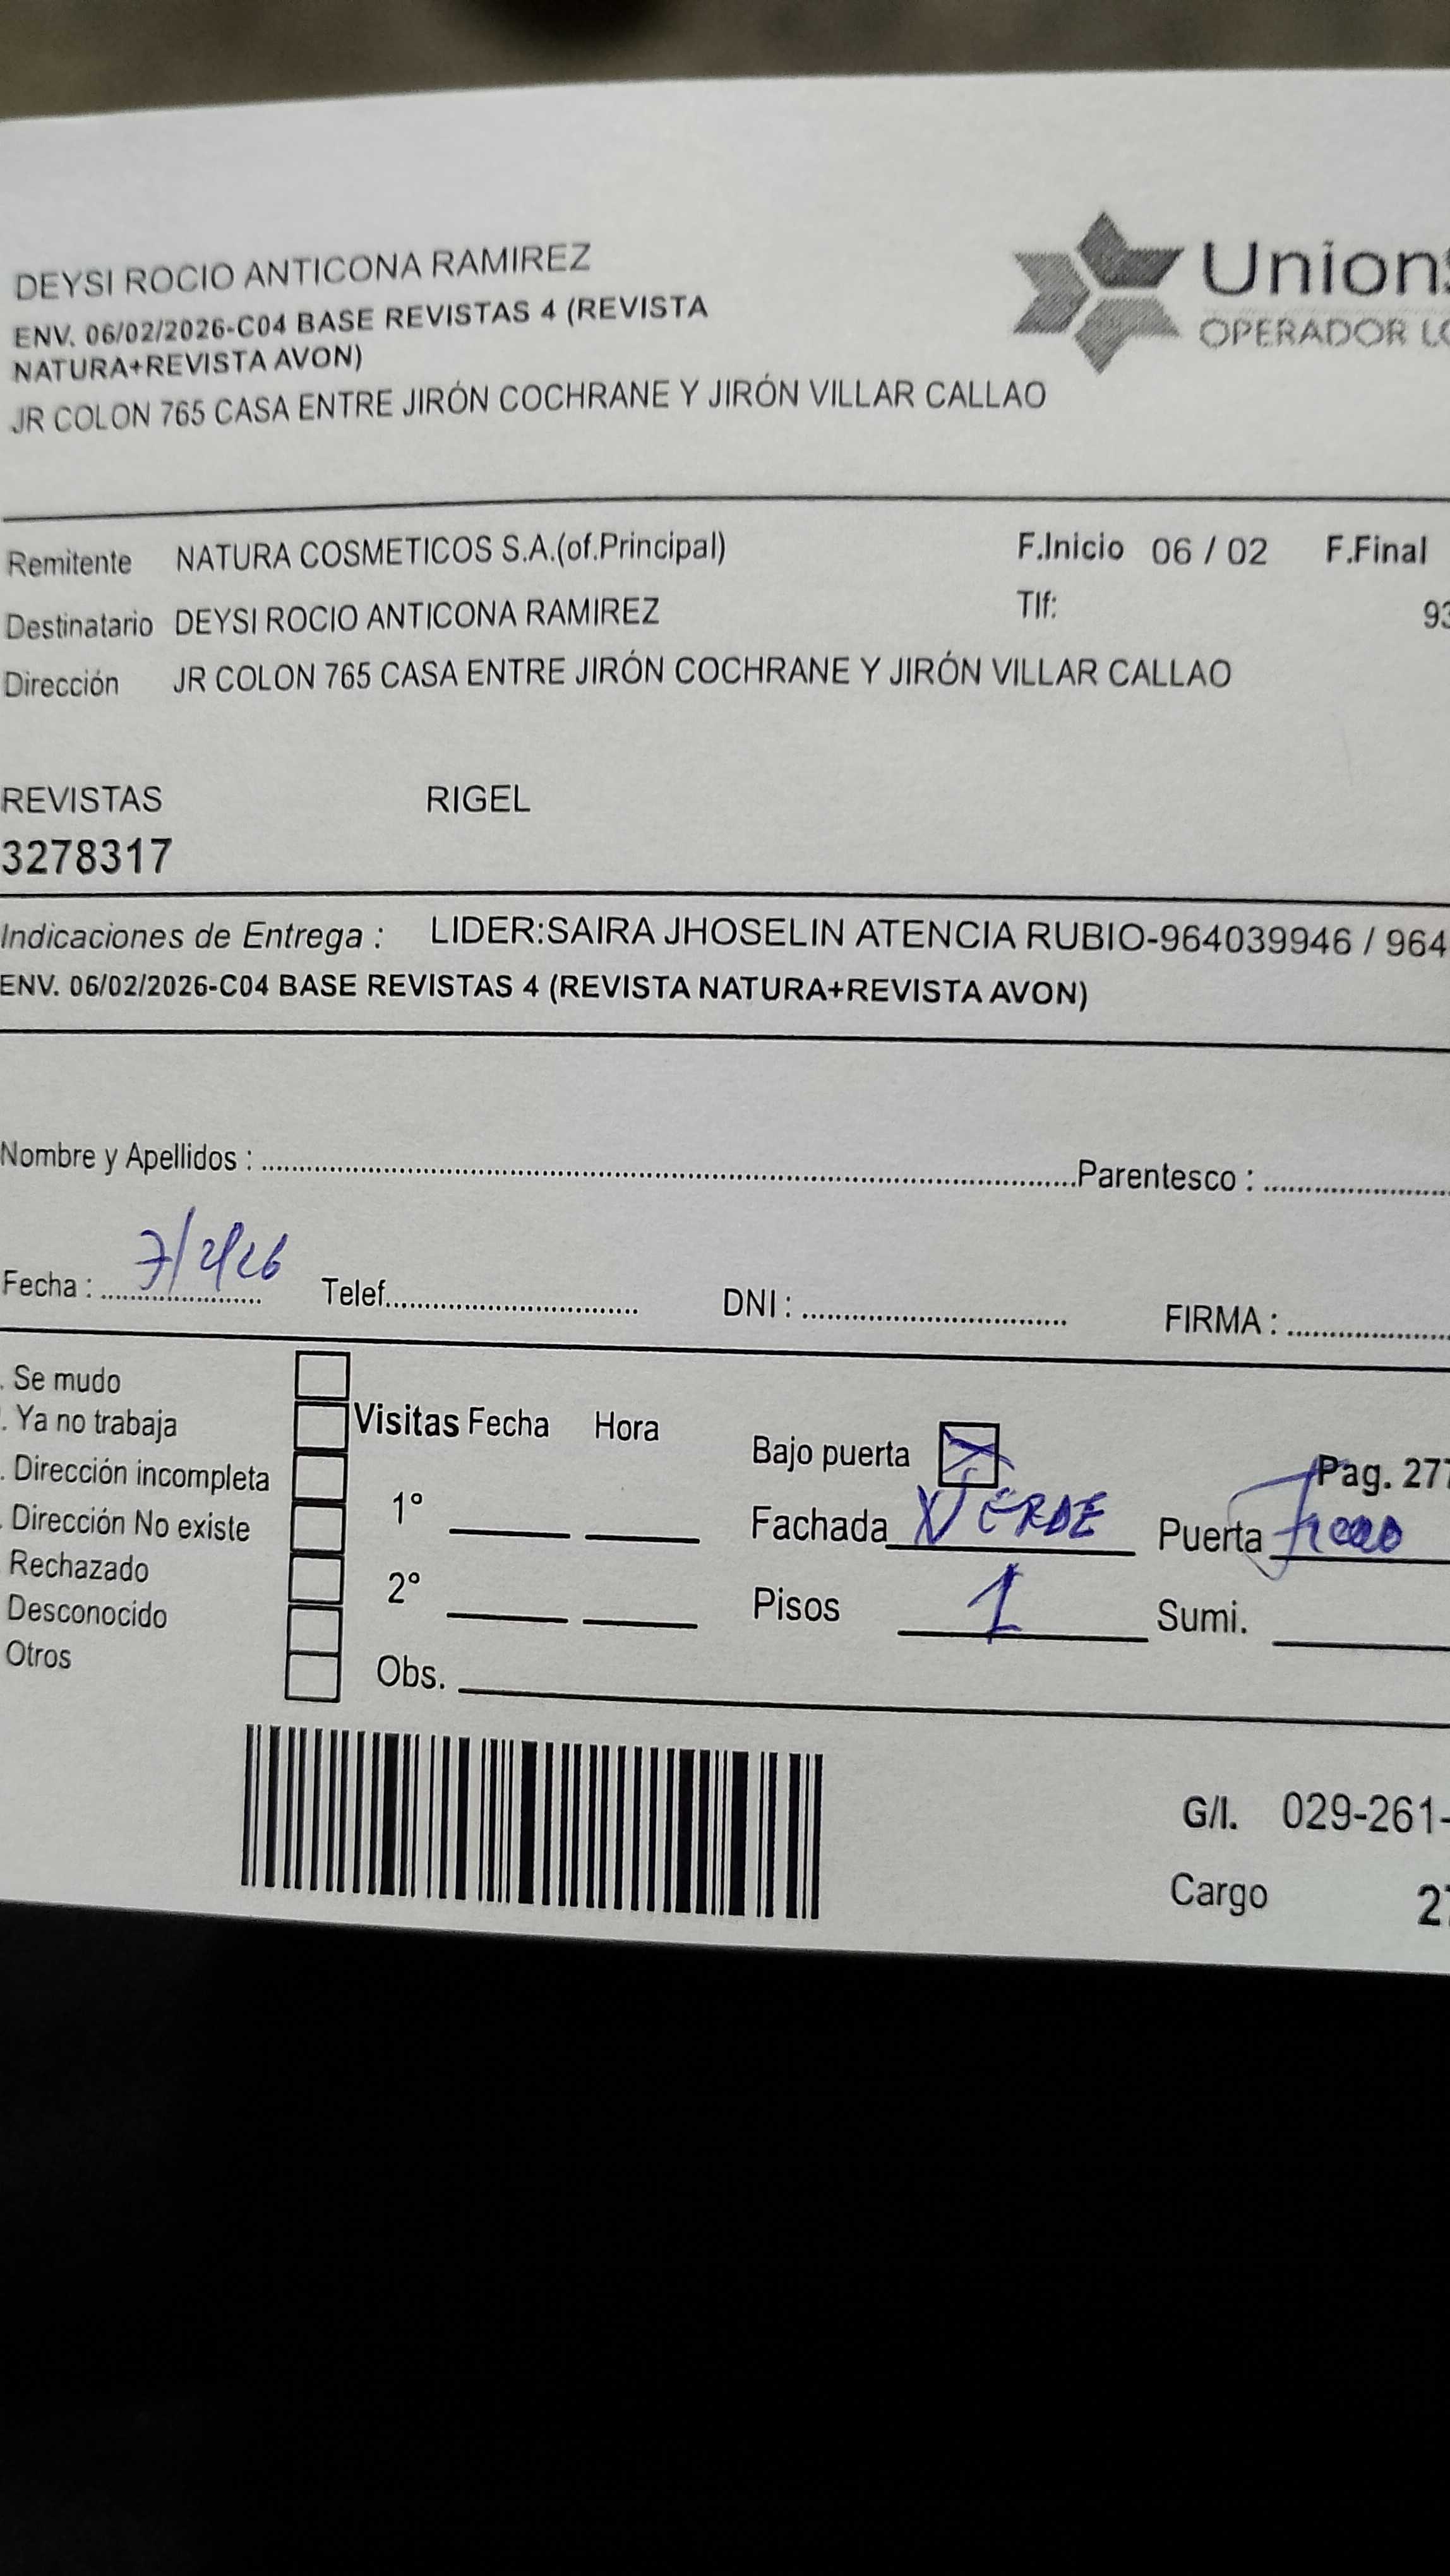 DEYSI ROCIO ANTICONA RAMIREZ
ENV. 06/02/2026-C04 BASE REVISTAS 4 (REVISTA
NATURA+REVISTA AVON)
JR COLON 765 CASA ENTRE JIRÓN COCHRANE Y JIRÓN VILLAR CALLAO
Union
OPERADOR
Remitente NATURA COSMETICOS S.A.(of.Principal) F.Inicio 06 / 02 F.Final
Destinatario DEYSI ROCIO ANTICONA RAMIREZ Tlf: 93
Dirección JR COLON 765 CASA ENTRE JIRÓN COCHRANE Y JIRÓN VILLAR CALLAO
REVISTAS RIGEL
3278317
Indicaciones de Entrega : LIDER:SAIRA JHOSELIN ATENCIA RUBIO-964039946 / 964
ENV. 06/02/2026-C04 BASE REVISTAS 4 (REVISTA NATURA+REVISTA AVON)
Nombre y Apellidos : Parentesco :
Fecha : 7/2/26 Telef. DNI : FIRMA :
. Se mudo
. Ya no trabaja Visitas Fecha Hora
Bajo puerta X
. Dirección incompleta Pag. 277
. Dirección No existe 1° Fachada VERDE Puerta
Rechazado
Desconocido 2° Pisos 1 Sumi.
Otros Obs.
G/I. 029-261-
Cargo 27